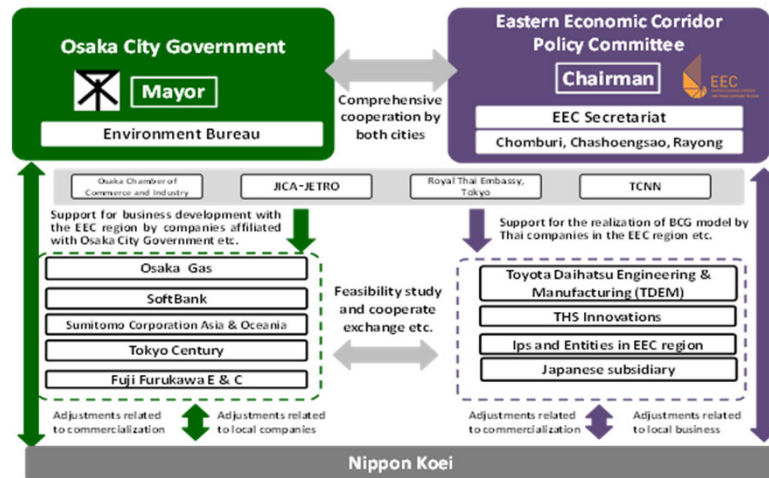 Osaka City Government
Mayor
Environment Bureau
Comprehensive
cooperation by
both cities
Eastern Economic Corridor
Policy Committee
Chairman
EEC
EEC Secretariat
Chomburi, Chashoengsao, Rayong
Osaka Chamber of
Commerce and Industry
JICA-JETRO
Royal Thai Embassy,
Tokyo
TCNN
Support for business development with
the EEC region by companies affiliated
with Osaka City Government etc.
Support for the realization of BCG model by
Thai companies in the EEC region etc.
Osaka Gas
SoftBank
Sumitomo Corporation Asia & Oceania
Tokyo Century
Fuji Furukawa E & C
Feasibility study
and cooperate
exchange etc.
Toyota Daihatsu Engineering &
Manufacturing (TDEM)
THS Innovations
Ips and Entities in EEC region
Japanese subsidiary
Adjustments related
to commercialization
Adjustments related
to local companies
Adjustments related
to commercialization
Adjustments related
to local business
Nippon Koei